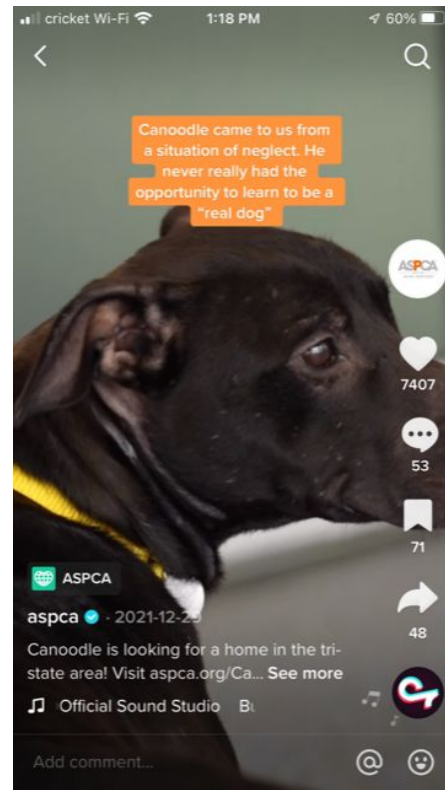 cricket Wi-Fi 1:18 PM 60%
Canoodle came to us from
a situation of neglect. He
never really had the
opportunity to learn to be a
“real dog”
ASPCA
7407
53
71
48
ASPCA
aspca · 2021-12-25
Canoodle is looking for a home in the tri-
state area! Visit aspca.org/Ca... See more
Official Sound Studio
Add comment...
@